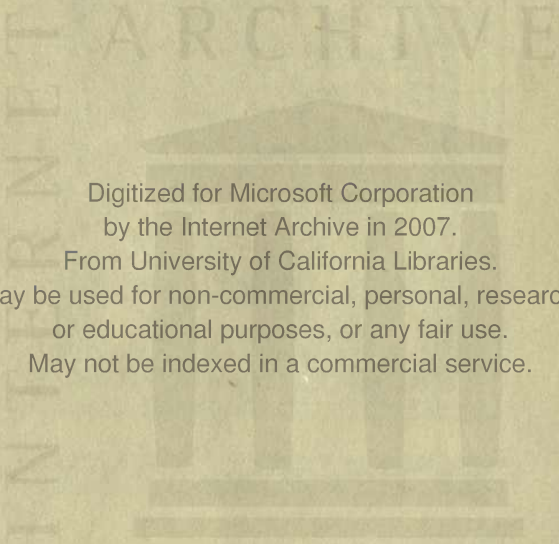 INTERNET
ARCHIVE
Digitized for Microsoft Corporation
by the Internet Archive in 2007.
From University of California Libraries.
ay be used for non-commercial, personal, researc
or educational purposes, or any fair use.
May not be indexed in a commercial service.